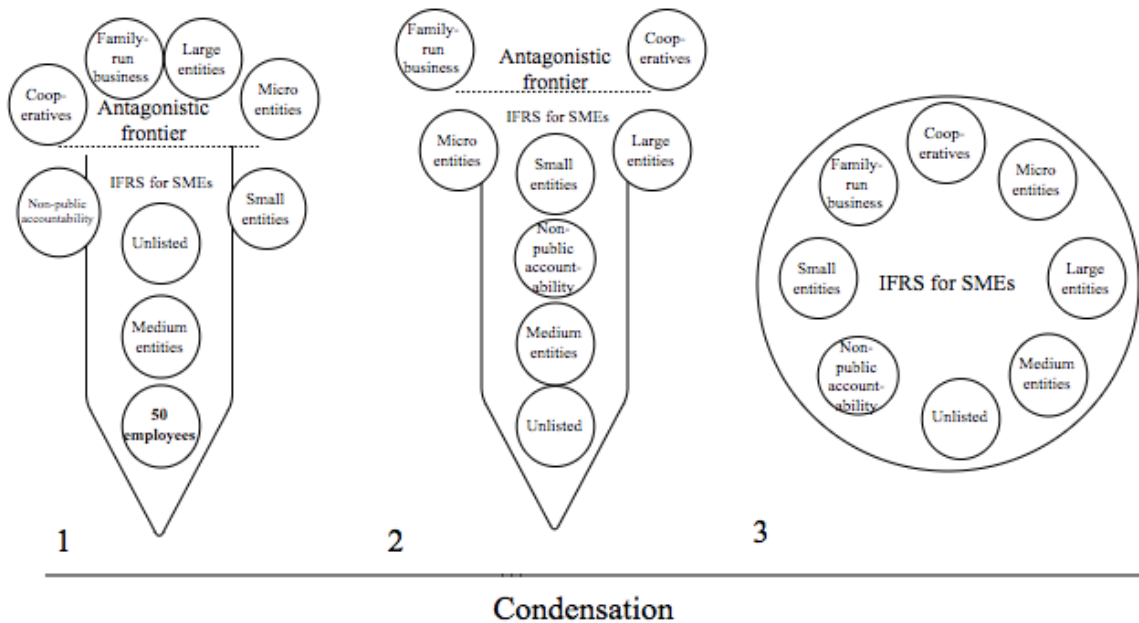 Family-
run
business
Large
entities
Coop-
eratives
Micro
entities
Antagonistic
frontier
IFRS for SMEs
Non-public
accountability
Small
entities
Unlisted
Medium
entities
50
employees
1
Family-
run
business
Coop-
eratives
Antagonistic
frontier
IFRS for SMEs
Micro
entities
Large
entities
Small
entities
Non-
public
account-
ability
Medium
entities
Unlisted
2
Coop-
eratives
Family-
run
business
Micro
entities
Small
entities
IFRS for SMEs
Large
entities
Non-
public
account-
ability
Medium
entities
Unlisted
3
Condensation